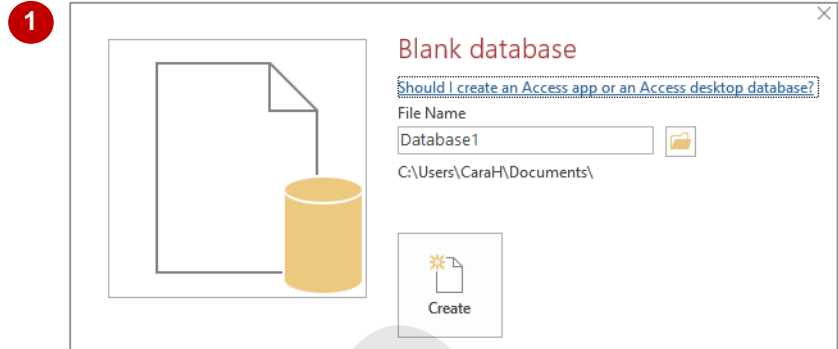 1
Blank database
Should I create an Access app or an Access desktop database?
File Name
Database1
C:\Users\CaraH\Documents\
Create